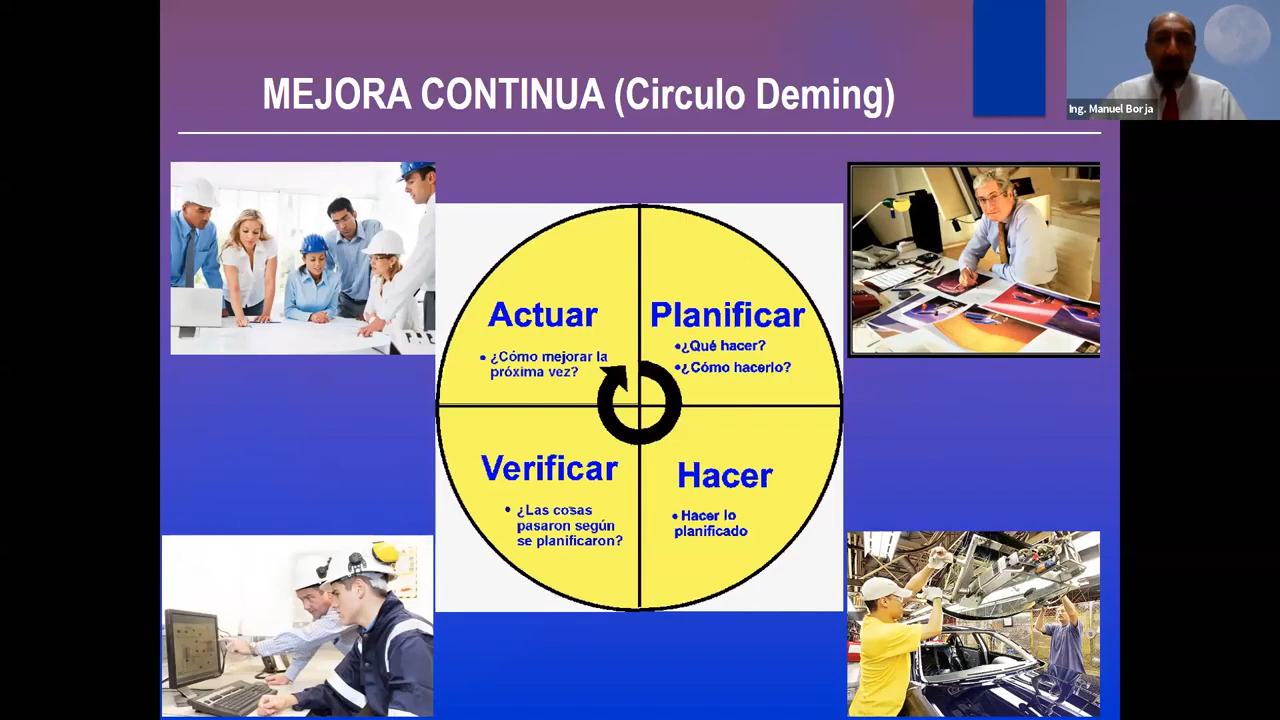 MEJORA CONTINUA (Circulo Deming)
Ing. Manuel Borja
Actuar
• ¿Cómo mejorar la
próxima vez?
Planificar
•¿Qué hacer?
•¿Cómo hacerlo?
Verificar
• ¿Las cosas
pasaron según
se planificaron?
Hacer
• Hacer lo
planificado